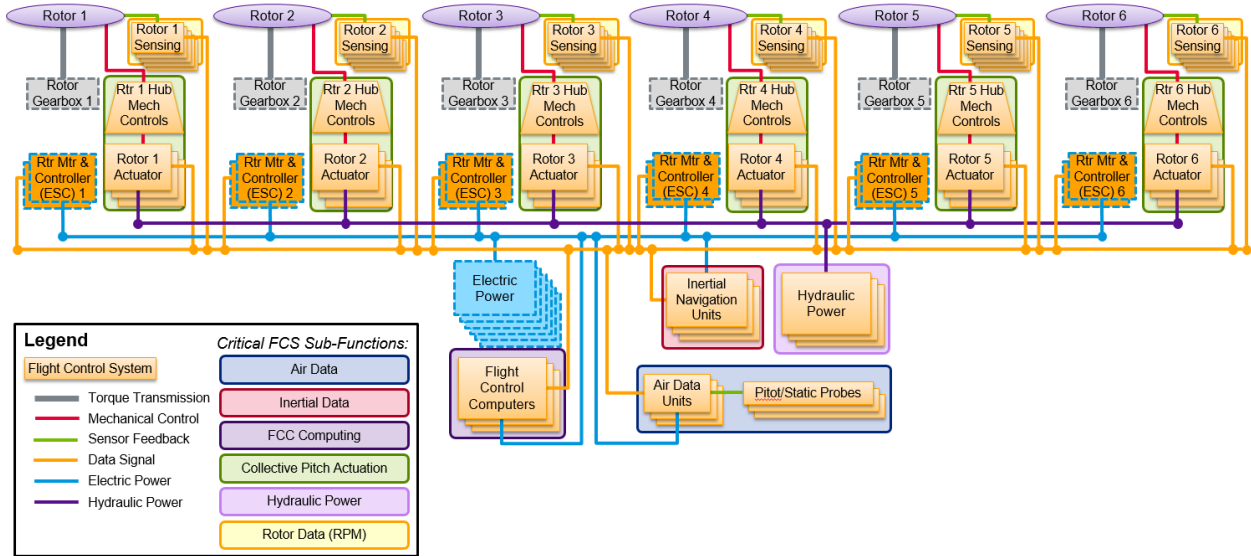 Rotor 1
Rotor 1
Sensing
Rotor
Gearbox 1
Rtr 1 Hub
Mech
Controls
Rtr Mtr &
Controller
(ESC) 1
Rotor 1
Actuator
Rotor 2
Rotor 2
Sensing
Rotor
Gearbox 2
Rtr 2 Hub
Mech
Controls
Rtr Mtr &
Controller
(ESC) 2
Rotor 2
Actuator
Rotor 3
Rotor 3
Sensing
Rotor
Gearbox 3
Rtr 3 Hub
Mech
Controls
Rtr Mtr &
Controller
(ESC) 3
Rotor 3
Actuator
Rotor 4
Rotor 4
Sensing
Rotor
Gearbox 4
Rtr 4 Hub
Mech
Controls
Rtr Mtr &
Controller
(ESC) 4
Rotor 4
Actuator
Rotor 5
Rotor 5
Sensing
Rotor
Gearbox 5
Rtr 5 Hub
Mech
Controls
Rtr Mtr &
Controller
(ESC) 5
Rotor 5
Actuator
Rotor 6
Rotor 6
Sensing
Rotor
Gearbox 6
Rtr 6 Hub
Mech
Controls
Rtr Mtr &
Controller
(ESC) 6
Rotor 6
Actuator
Electric
Power
Inertial
Navigation
Units
Hydraulic
Power
Flight
Control
Computers
Air Data
Units
Pitot/Static Probes
Legend
Flight Control System
Torque Transmission
Mechanical Control
Sensor Feedback
Data Signal
Electric Power
Hydraulic Power
Critical FCS Sub-Functions:
Air Data
Inertial Data
FCC Computing
Collective Pitch Actuation
Hydraulic Power
Rotor Data (RPM)